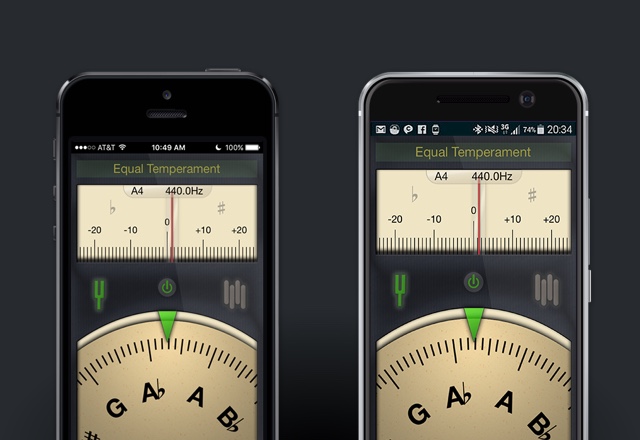 AT&T 10:49 AM 100%
Equal Temperament
A4 440.0Hz
♭ ♯
-20 -10 0 +10 +20
G A♭ A B♭
♯
3G 74% 20:34
Equal Temperament
A4 440.0Hz
♭ ♯
-20 -10 0 +10 +20
G A♭ A B♭